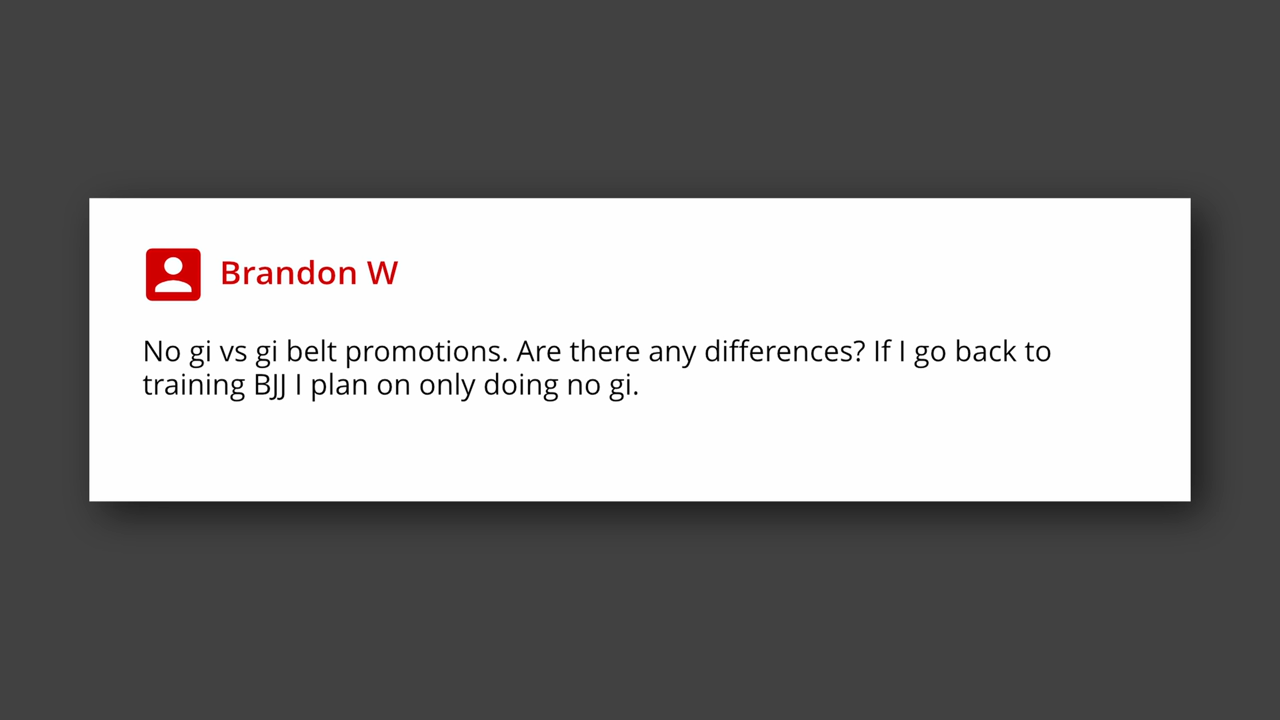 Brandon W
No gi vs gi belt promotions. Are there any differences? If I go back to
training BJJ I plan on only doing no gi.